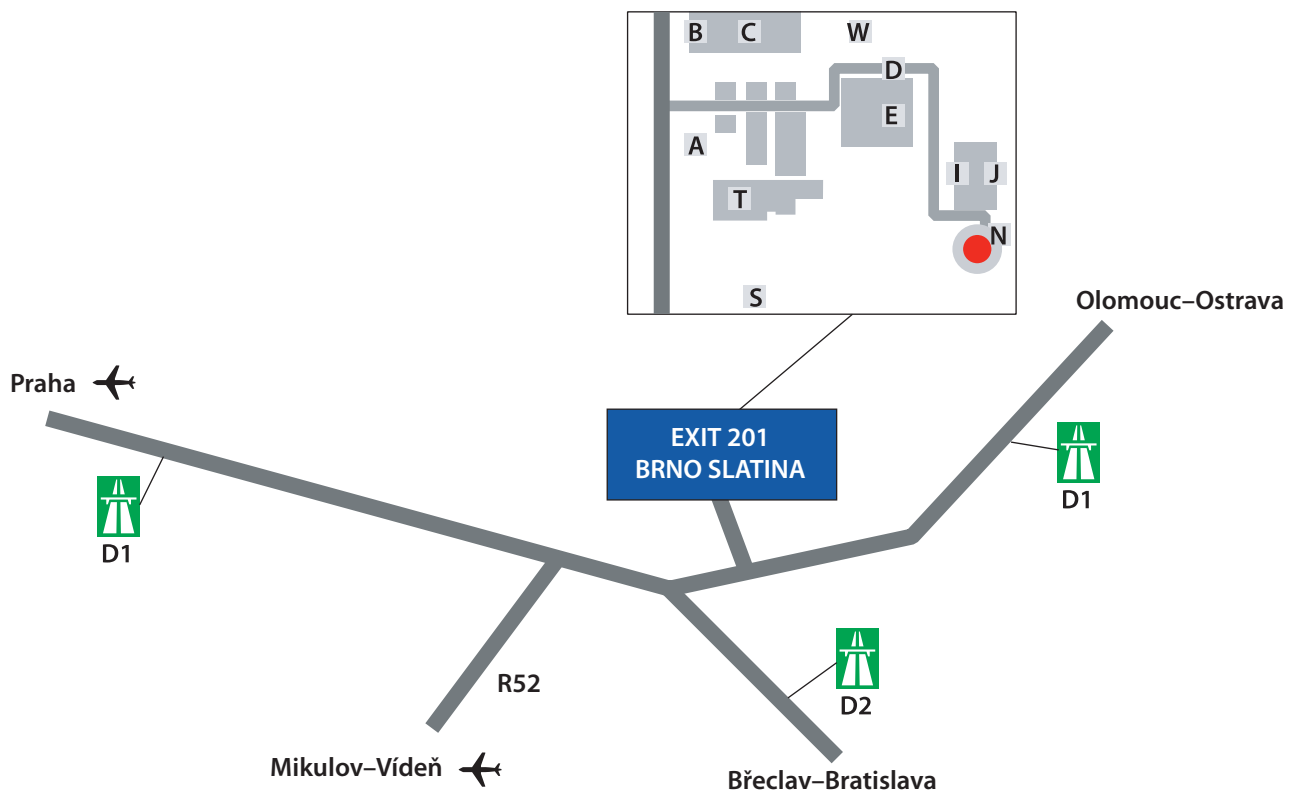 B C W
D
E
A
I J
T
N
S
Olomouc–Ostrava
Praha
EXIT 201
BRNO SLATINA
D1
D1
R52
D2
Mikulov–Vídeň
Břeclav–Bratislava